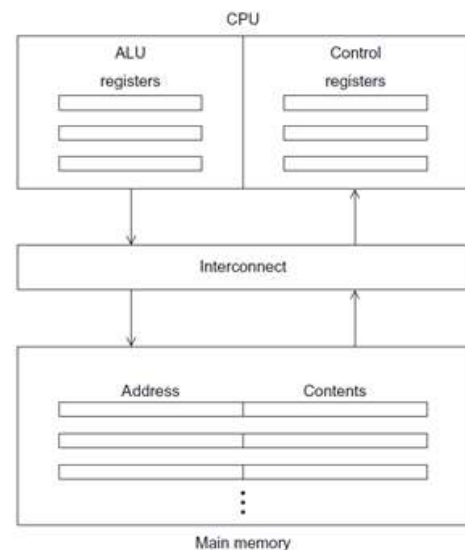 CPU
ALU Control
registers registers
Interconnect
Address Contents
Main memory